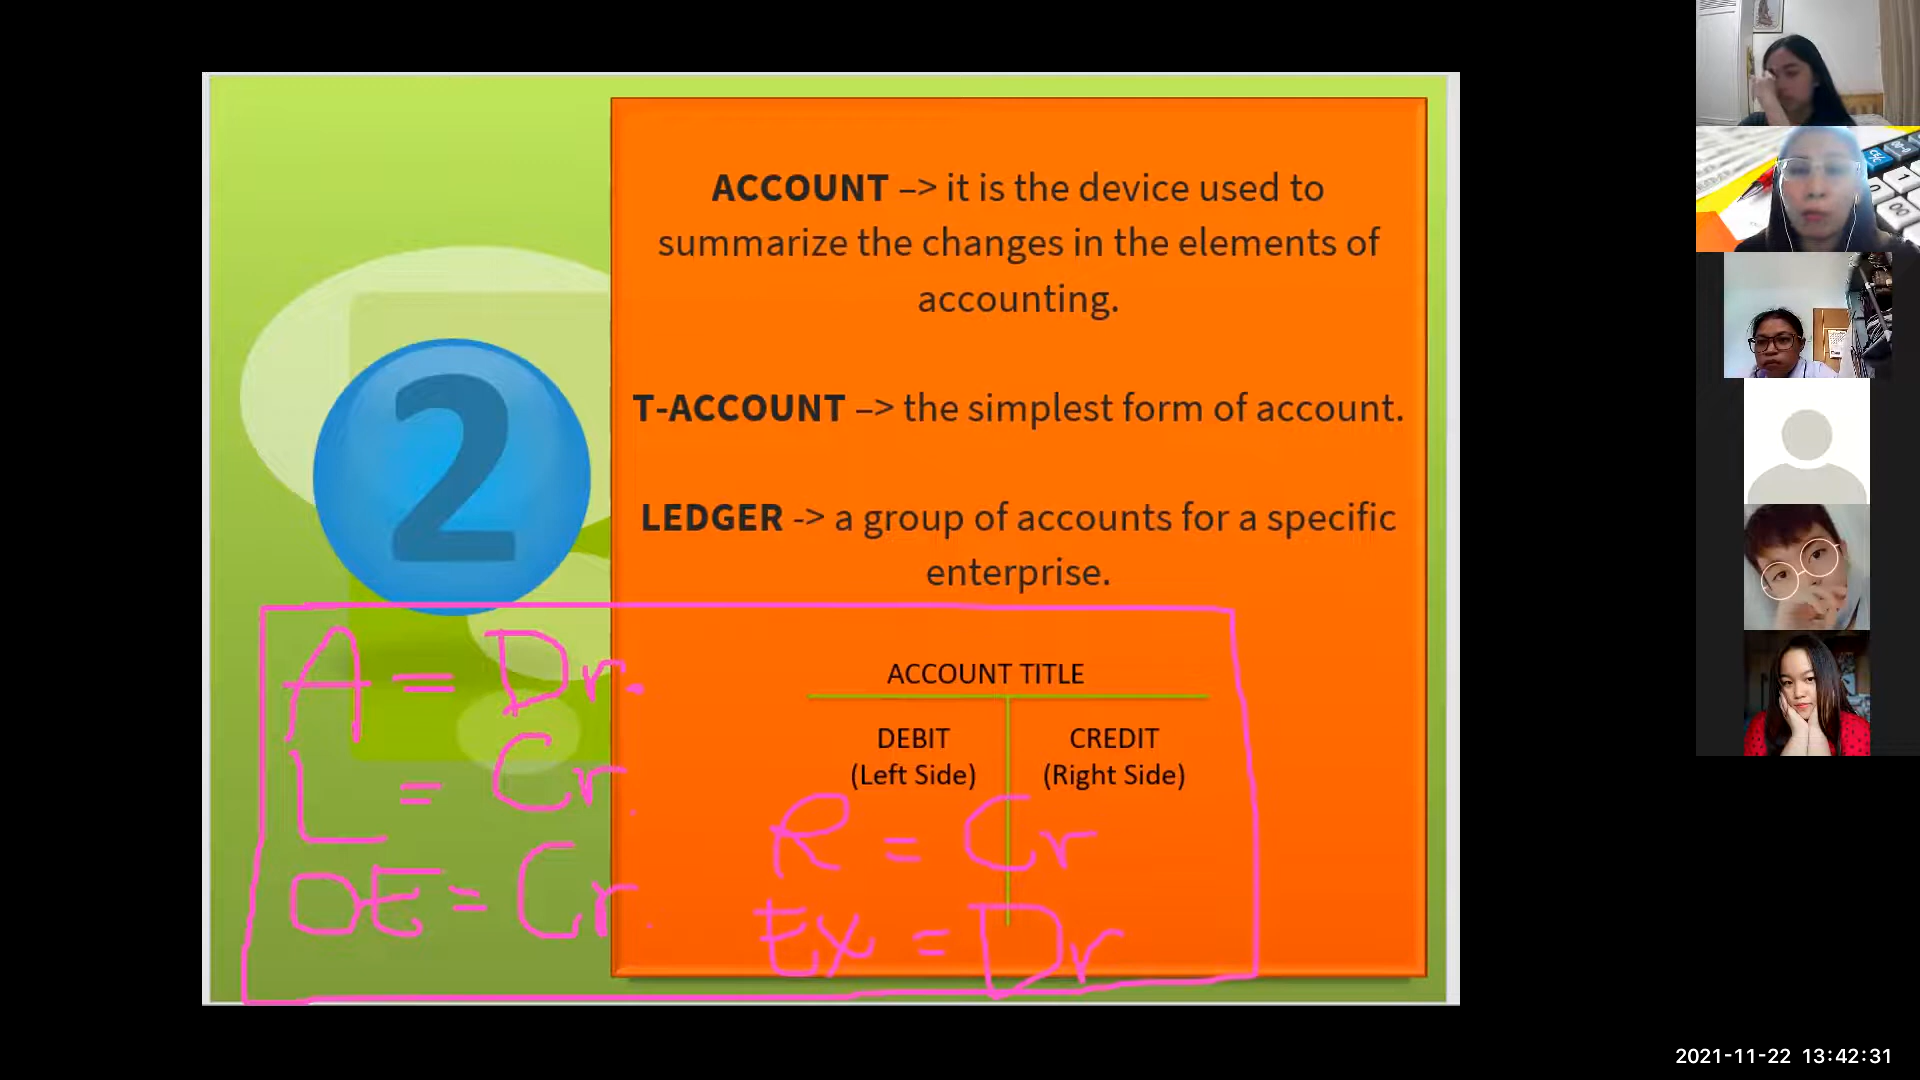 ACCOUNT –> it is the device used to
summarize the changes in the elements of
accounting.
T-ACCOUNT –> the simplest form of account.
LEDGER -> a group of accounts for a specific
enterprise.
2
ACCOUNT TITLE
DEBIT
(Left Side)
CREDIT
(Right Side)
A = Dr.
L = Cr.
OE = Cr.
R = Cr
Ex = Dr
2021-11-22 13:42:31